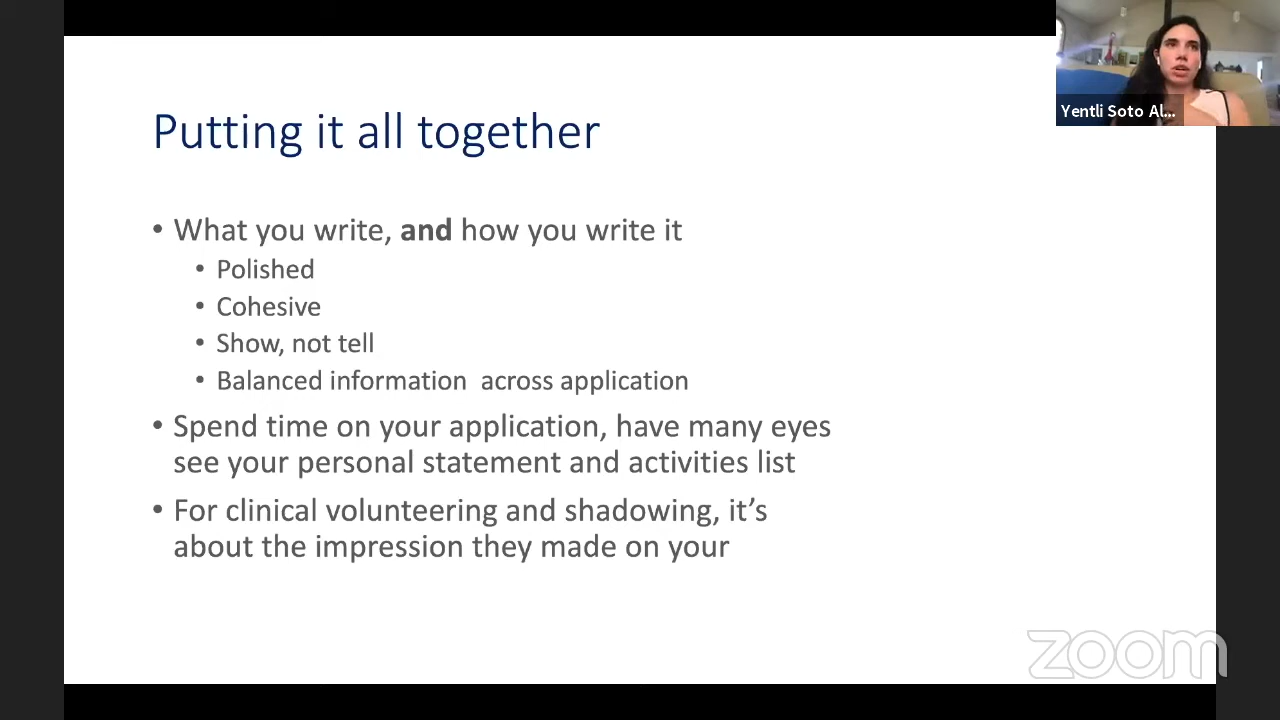 Yentli Soto Al...
Putting it all together
• What you write, and how you write it
• Polished
• Cohesive
• Show, not tell
• Balanced information  across application
• Spend time on your application, have many eyes
see your personal statement and activities list
• For clinical volunteering and shadowing, it’s
about the impression they made on your
zoom